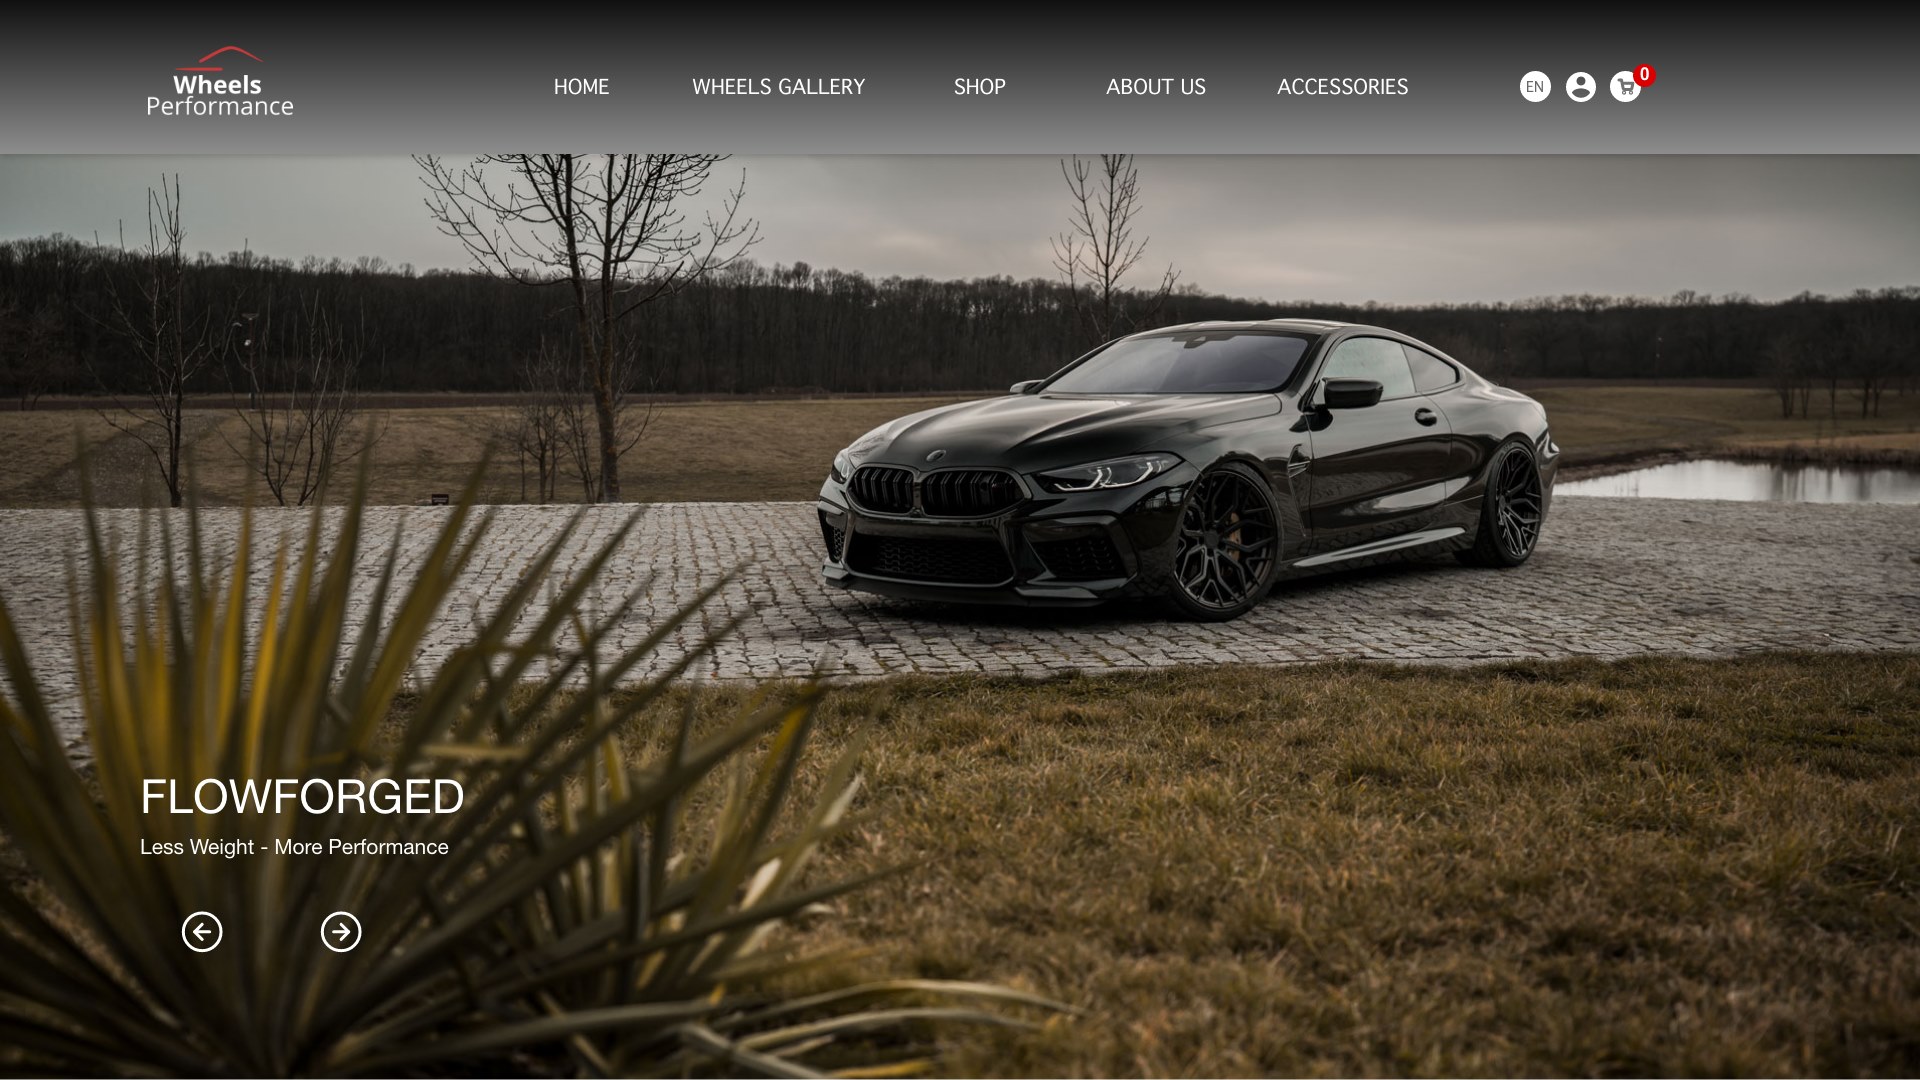 Wheels
Performance
HOME
WHEELS GALLERY
SHOP
ABOUT US
ACCESSORIES
EN
0
FLOWFORGED
Less Weight - More Performance